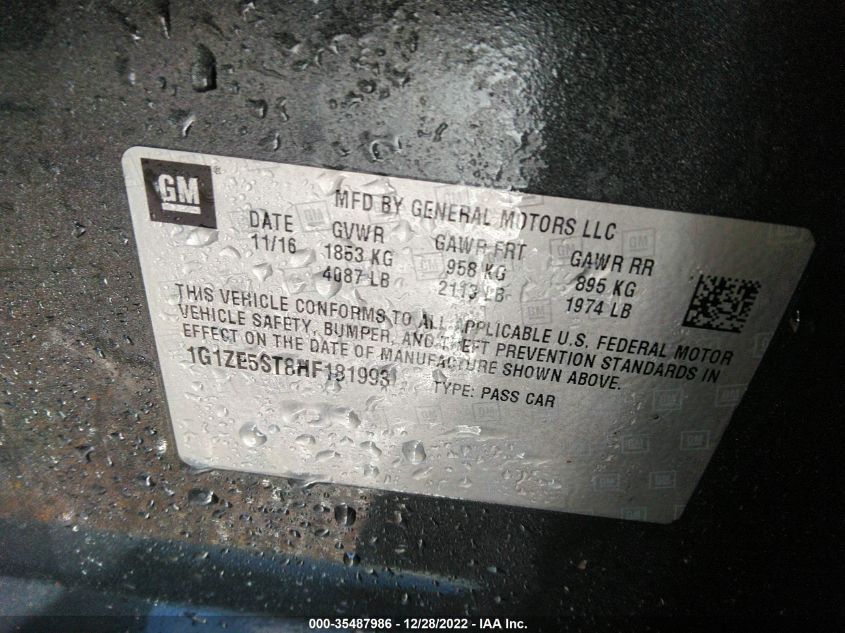 GM
MFD BY GENERAL MOTORS LLC
DATE GVWR GAWR FRT GAWR RR
11/16 1853 KG 958 KG 895 KG
4087 LB 2113 LB 1974 LB
THIS VEHICLE CONFORMS TO ALL APPLICABLE U.S. FEDERAL MOTOR
VEHICLE SAFETY, BUMPER, AND THEFT PREVENTION STANDARDS IN
EFFECT ON THE DATE OF MANUFACTURE SHOWN ABOVE.
1G1ZE5ST8HF1819931 TYPE: PASS CAR
000-35487986 - 12/28/2022 - IAA Inc.